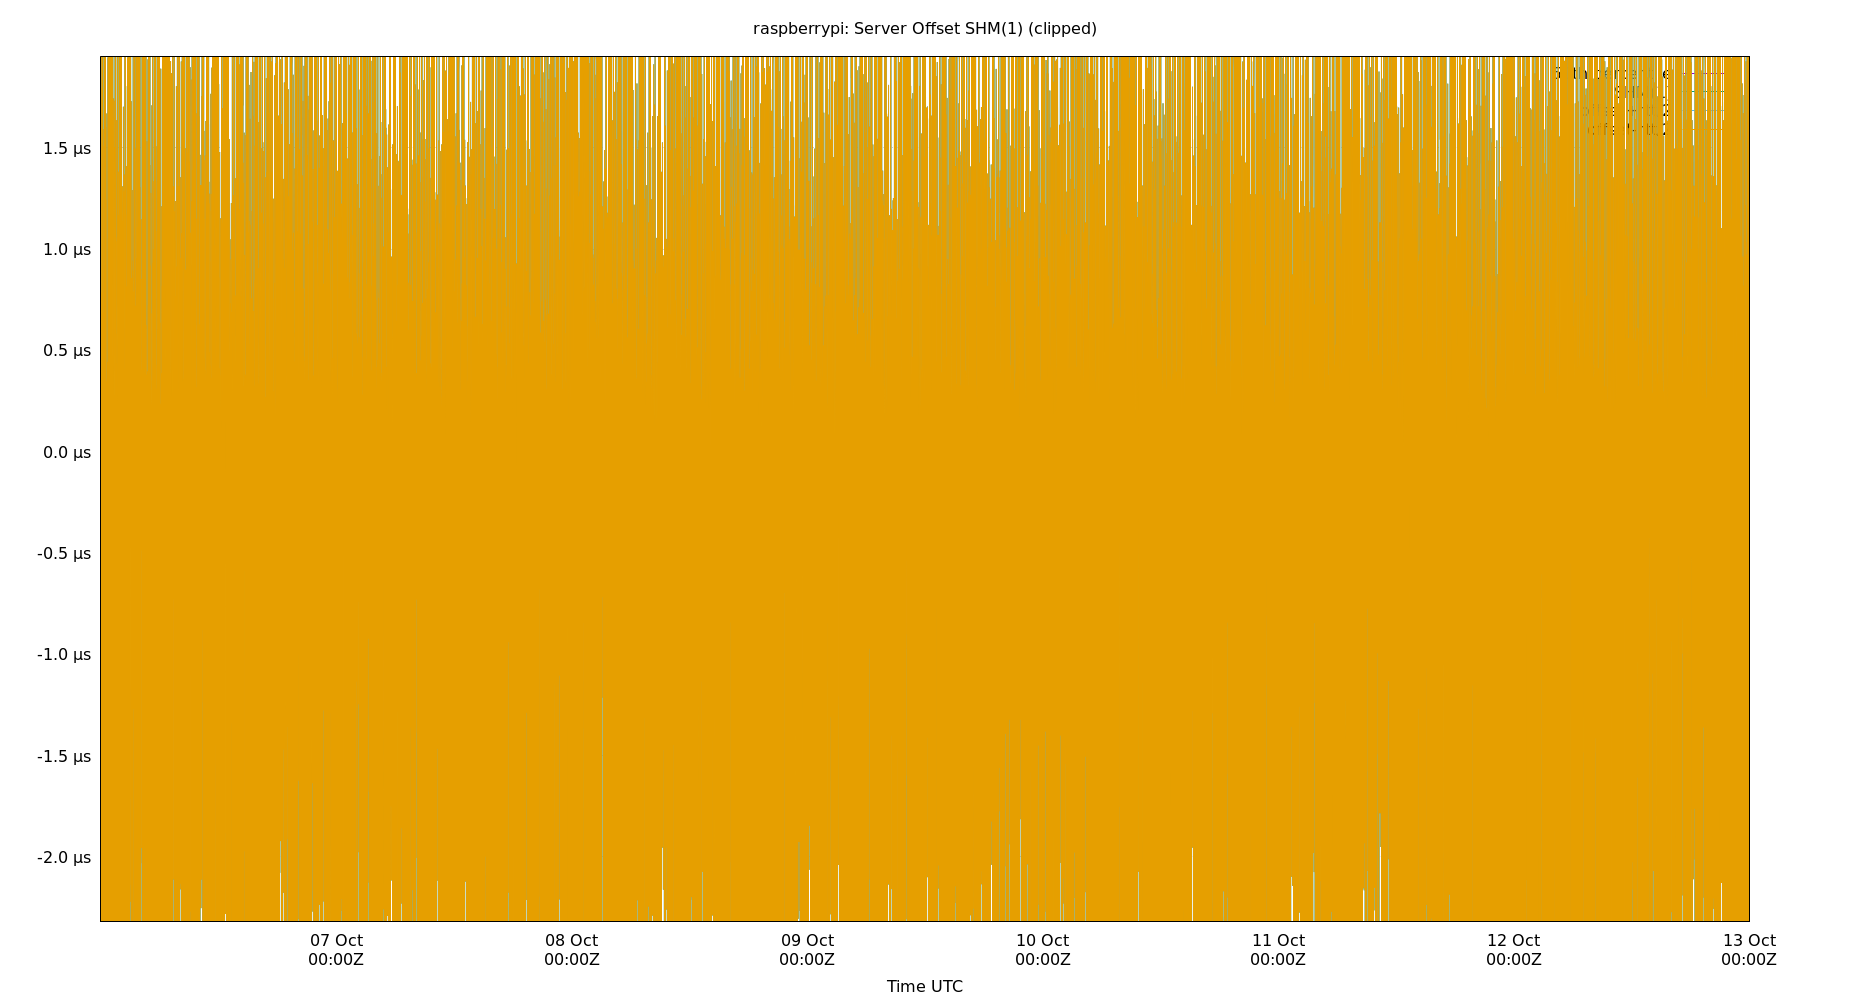 raspberrypi: Server Offset SHM(1) (clipped)
1.5 µs
1.0 µs
0.5 µs
0.0 µs
-0.5 µs
-1.0 µs
-1.5 µs
-2.0 µs
07 Oct 08 Oct 09 Oct 10 Oct 11 Oct 12 Oct 13 Oct
00:00Z 00:00Z 00:00Z 00:00Z 00:00Z 00:00Z 00:00Z
Time UTC